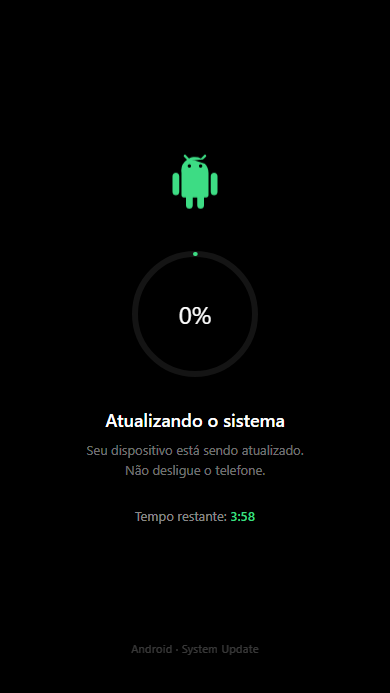 0%
Atualizando o sistema
Seu dispositivo está sendo atualizado.
Não desligue o telefone.
Tempo restante: 3:58
Android · System Update